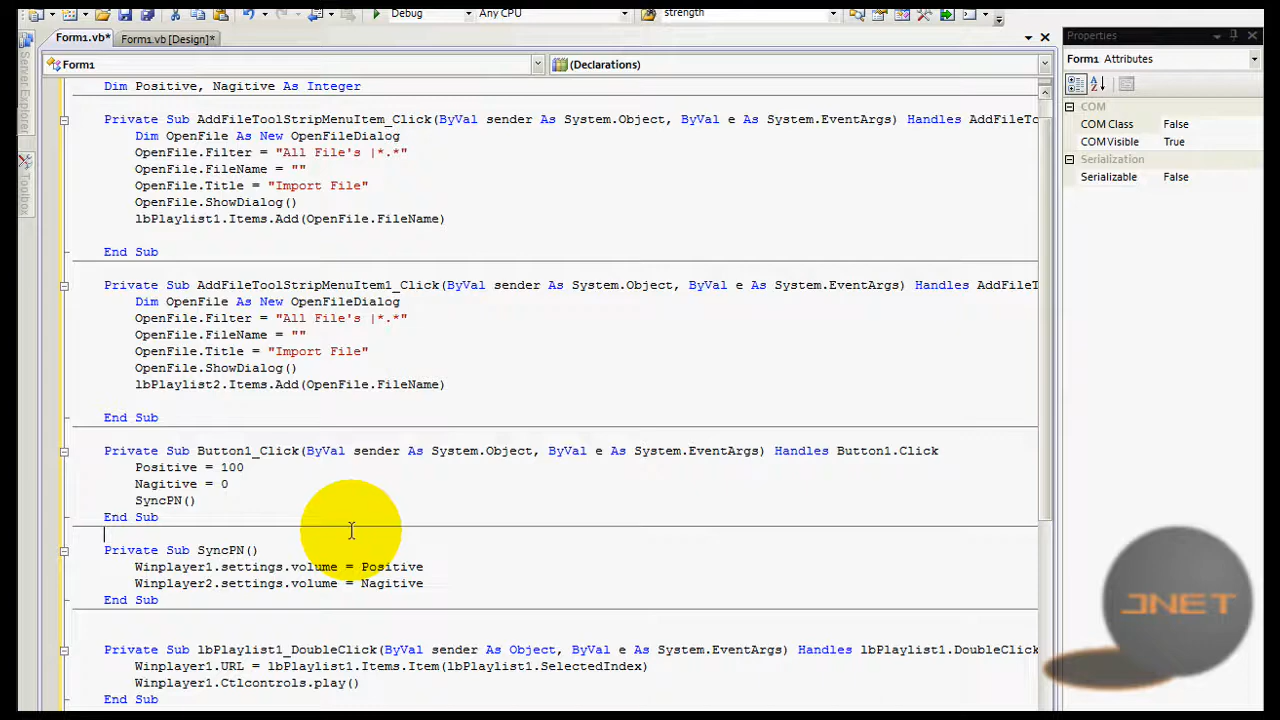 Debug Any CPU strength
Form1.vb* Form1.vb [Design]* Properties
Form1 (Declarations) Form1 Attributes
Server Explorer
Toolbox
COM
COM Class False
COM Visible True
Serialization
Serializable False
Dim Positive, Nagitive As Integer
Private Sub AddFileToolStripMenuItem_Click(ByVal sender As System.Object, ByVal e As System.EventArgs) Handles AddFileTo
Dim OpenFile As New OpenFileDialog
OpenFile.Filter = "All File's |*.*"
OpenFile.FileName = ""
OpenFile.Title = "Import File"
OpenFile.ShowDialog()
lbPlaylist1.Items.Add(OpenFile.FileName)
End Sub
Private Sub AddFileToolStripMenuItem1_Click(ByVal sender As System.Object, ByVal e As System.EventArgs) Handles AddFileT
Dim OpenFile As New OpenFileDialog
OpenFile.Filter = "All File's |*.*"
OpenFile.FileName = ""
OpenFile.Title = "Import File"
OpenFile.ShowDialog()
lbPlaylist2.Items.Add(OpenFile.FileName)
End Sub
Private Sub Button1_Click(ByVal sender As System.Object, ByVal e As System.EventArgs) Handles Button1.Click
Positive = 100
Nagitive = 0
SyncPN()
End Sub
Private Sub SyncPN()
Winplayer1.settings.volume = Positive
Winplayer2.settings.volume = Nagitive
End Sub
Private Sub lbPlaylist1_DoubleClick(ByVal sender As Object, ByVal e As System.EventArgs) Handles lbPlaylist1.DoubleClick
Winplayer1.URL = lbPlaylist1.Items.Item(lbPlaylist1.SelectedIndex)
Winplayer1.Ctlcontrols.play()
End Sub
JNET